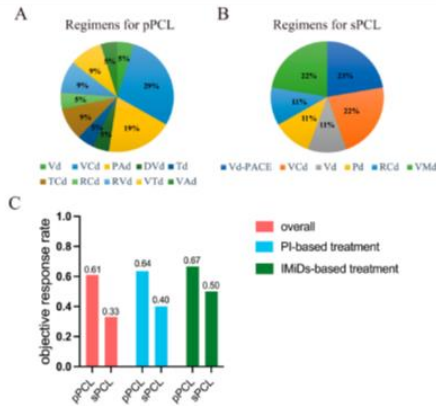 A
Regimens for pPCL
5%
5%
29%
19%
5%
5%
9%
5%
9%
9%
Vd VCd PAd DVd Td
TCd RCd RVd VTd VAd
B
Regimens for sPCL
23%
22%
11%
11%
11%
22%
Vd-PACE VCd Vd Pd RCd VMd
C
objective response rate
1.0
0.8
0.6
0.4
0.2
0.0
0.61
0.33
0.64
0.40
0.67
0.50
pPCL
sPCL
pPCL
sPCL
pPCL
sPCL
overall
PI-based treatment
IMiDs-based treatment